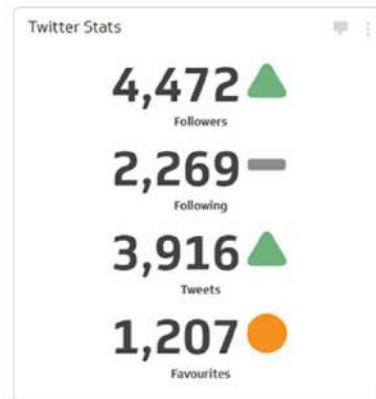 Twitter Stats
4,472
Followers
2,269
Following
3,916
Tweets
1,207
Favourites